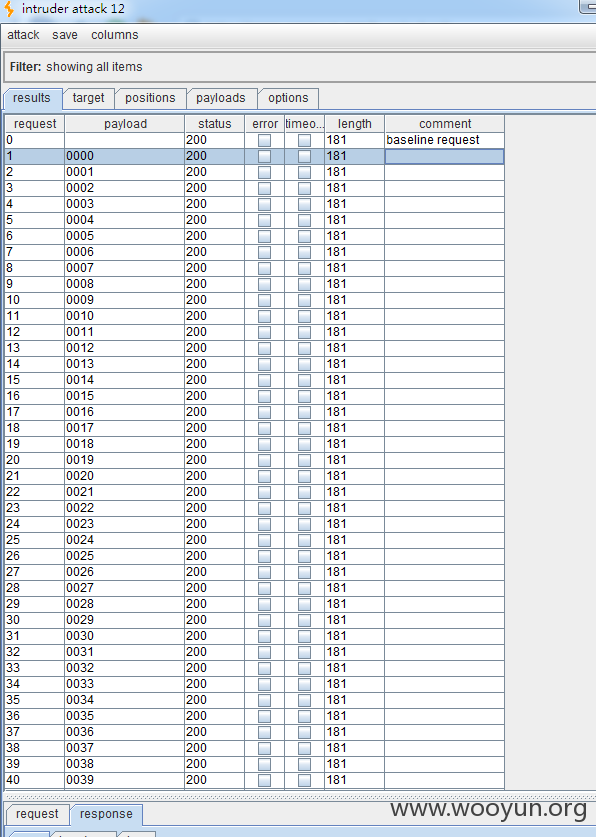 intruder attack 12
attack save columns
Filter: showing all items
results target positions payloads options
request payload status error timeo... length comment
0 200 181 baseline request
1 0000 200 181
2 0001 200 181
3 0002 200 181
4 0003 200 181
5 0004 200 181
6 0005 200 181
7 0006 200 181
8 0007 200 181
9 0008 200 181
10 0009 200 181
11 0010 200 181
12 0011 200 181
13 0012 200 181
14 0013 200 181
15 0014 200 181
16 0015 200 181
17 0016 200 181
18 0017 200 181
19 0018 200 181
20 0019 200 181
21 0020 200 181
22 0021 200 181
23 0022 200 181
24 0023 200 181
25 0024 200 181
26 0025 200 181
27 0026 200 181
28 0027 200 181
29 0028 200 181
30 0029 200 181
31 0030 200 181
32 0031 200 181
33 0032 200 181
34 0033 200 181
35 0034 200 181
36 0035 200 181
37 0036 200 181
38 0037 200 181
39 0038 200 181
40 0039 200 181
request response
www.wooyun.org